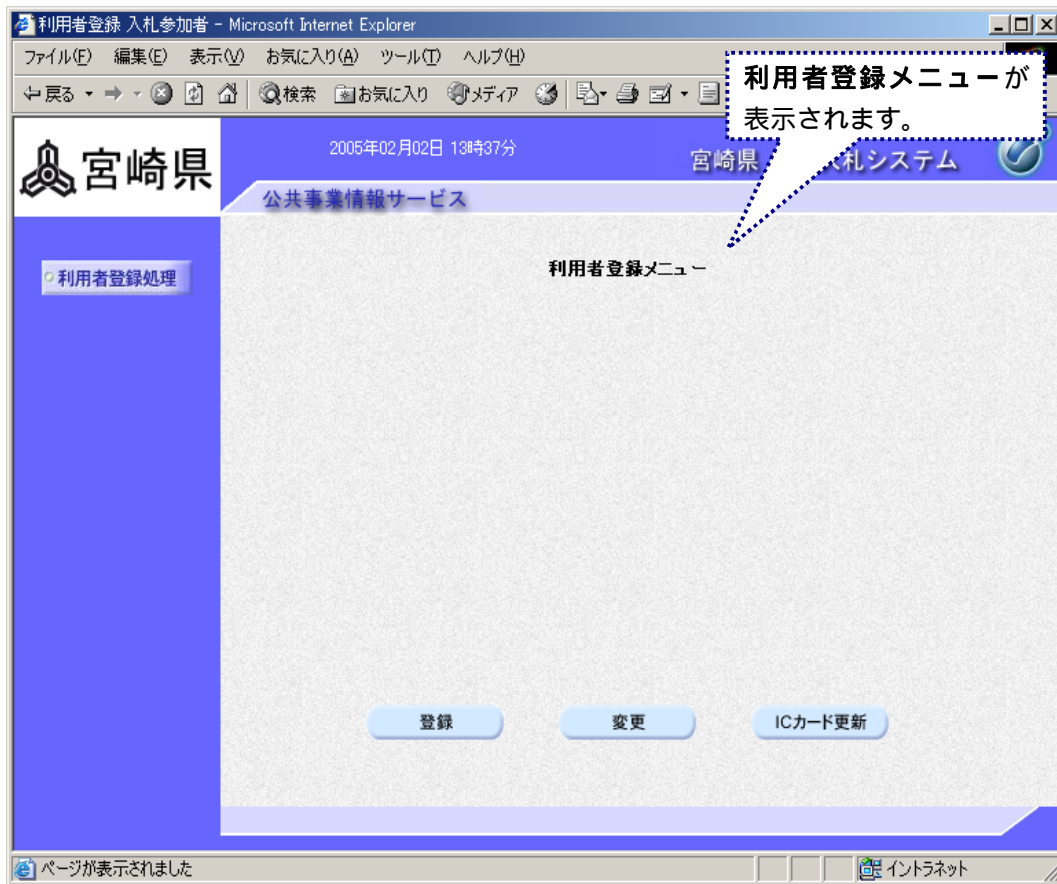 利用者登録 入札参加者 - Microsoft Internet Explorer
ファイル(F) 編集(E) 表示(V) お気に入り(A) ツール(T) ヘルプ(H)
戻る 検索 お気に入り メディア
利用者登録メニューが
表示されます。
宮崎県
2005年02月02日 13時37分
宮崎県 札システム
公共事業情報サービス
利用者登録処理
利用者登録メニュー
登録 変更 ICカード更新
ページが表示されました イントラネット